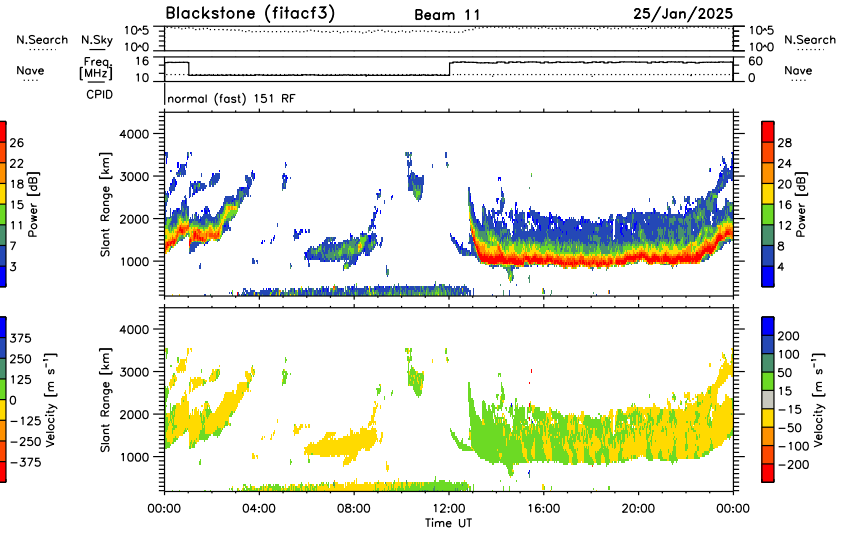 Blackstone (fitacf3) Beam 11 25/Jan/2025
N.Search N.Sky 10^5 10^0 10^5 10^0 N.Search
Nave Freq. [MHz] 16 10 60 0 Nave
CPID normal (fast) 151 RF
Power [dB] 26 22 18 15 11 7 3
Slant Range [km] 4000 3000 2000 1000
28 24 20 16 12 8 4 Power [dB]
375 250 125 0 −125 −250 −375 Velocity [m s⁻¹]
Slant Range [km] 4000 3000 2000 1000
200 100 50 15 −15 −50 −100 −200 Velocity [m s⁻¹]
00:00 04:00 08:00 12:00 16:00 20:00 00:00
Time UT